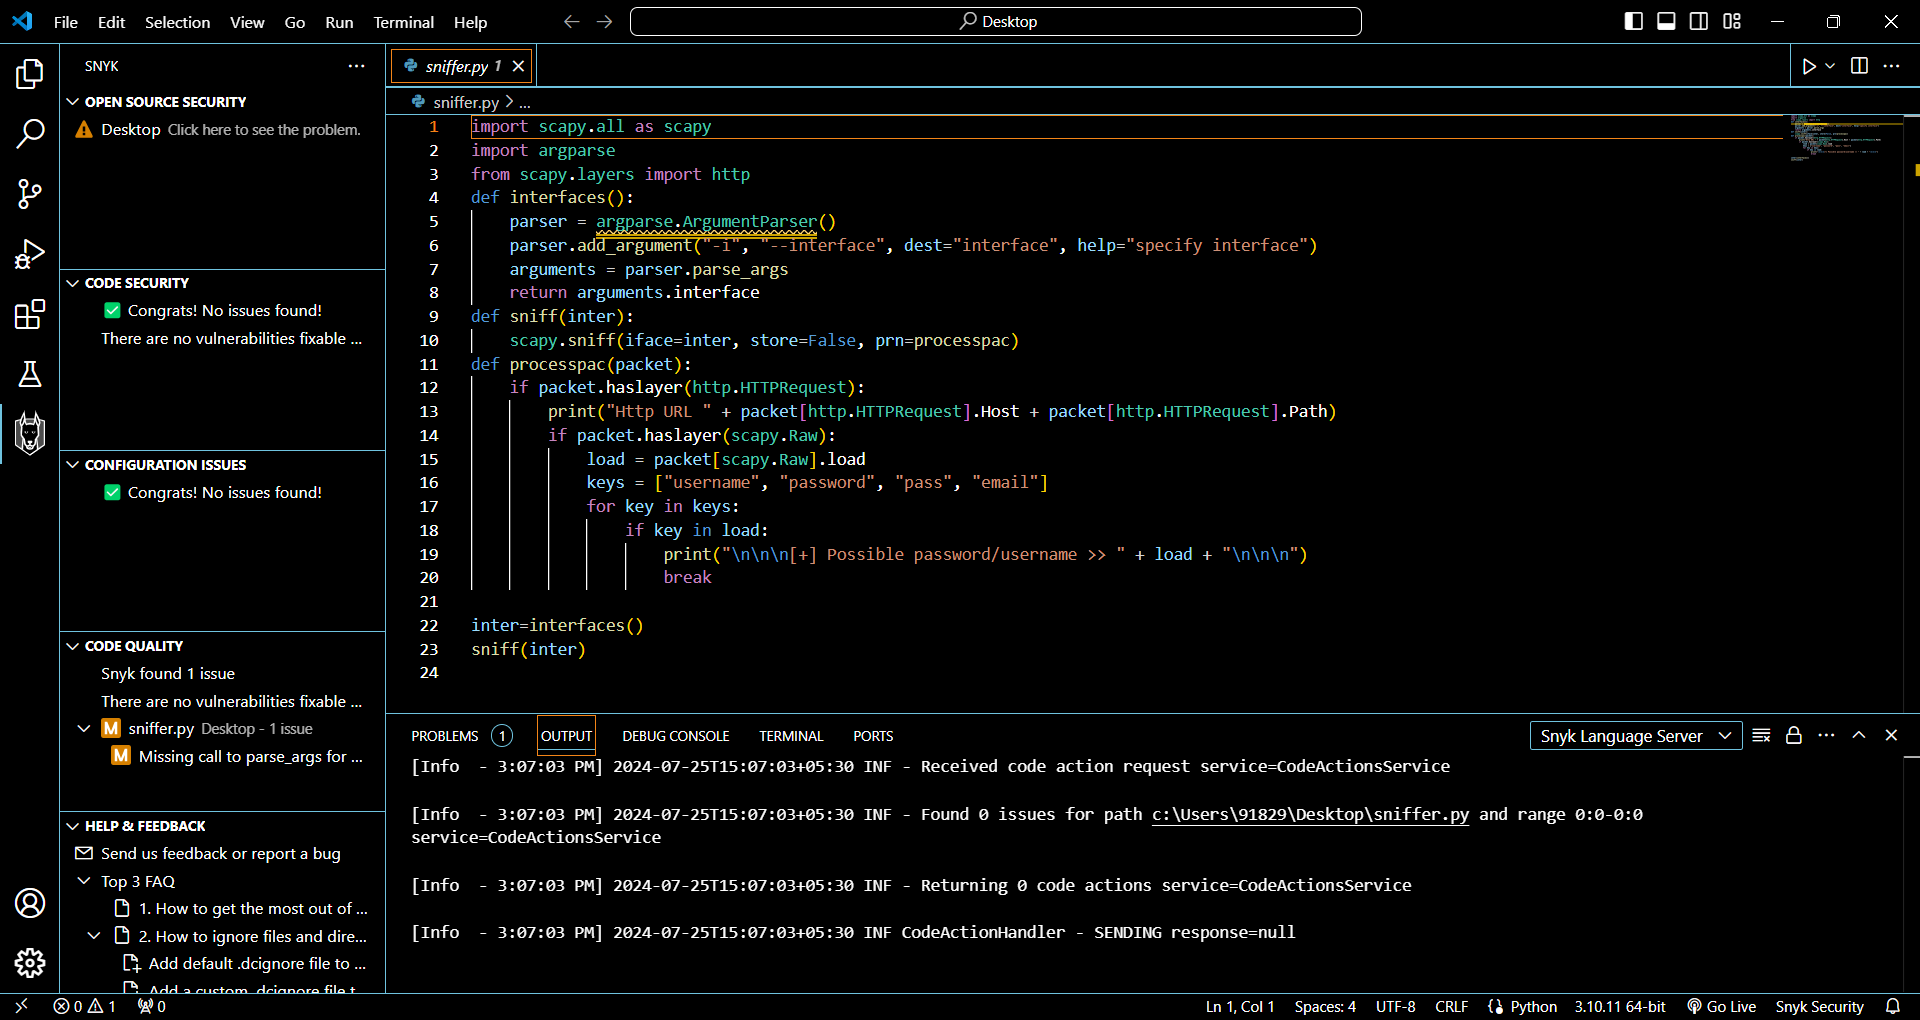 File Edit Selection View Go Run Terminal Help Desktop
SNYK
OPEN SOURCE SECURITY
Desktop Click here to see the problem.
CODE SECURITY
Congrats! No issues found!
There are no vulnerabilities fixable ...
CONFIGURATION ISSUES
Congrats! No issues found!
CODE QUALITY
Snyk found 1 issue
There are no vulnerabilities fixable ...
M sniffer.py Desktop - 1 issue
M Missing call to parse_args for ...
HELP & FEEDBACK
Send us feedback or report a bug
Top 3 FAQ
1. How to get the most out of ...
2. How to ignore files and dire...
Add default .dcignore file to ...
Add a custom .dcignore file t...
sniffer.py 1
sniffer.py > ...
1 import scapy.all as scapy
2 import argparse
3 from scapy.layers import http
4 def interfaces():
5 parser = argparse.ArgumentParser()
6 parser.add_argument("-i", "--interface", dest="interface", help="specify interface")
7 arguments = parser.parse_args
8 return arguments.interface
9 def sniff(inter):
10 scapy.sniff(iface=inter, store=False, prn=processpac)
11 def processpac(packet):
12 if packet.haslayer(http.HTTPRequest):
13 print("Http URL " + packet[http.HTTPRequest].Host + packet[http.HTTPRequest].Path)
14 if packet.haslayer(scapy.Raw):
15 load = packet[scapy.Raw].load
16 keys = ["username", "password", "pass", "email"]
17 for key in keys:
18 if key in load:
19 print("\n\n\n[+] Possible password/username >> " + load + "\n\n\n")
20 break
21
22 inter=interfaces()
23 sniff(inter)
24
PROBLEMS 1 OUTPUT DEBUG CONSOLE TERMINAL PORTS Snyk Language Server
[Info  - 3:07:03 PM] 2024-07-25T15:07:03+05:30 INF - Received code action request service=CodeActionsService
[Info  - 3:07:03 PM] 2024-07-25T15:07:03+05:30 INF - Found 0 issues for path c:\Users\91829\Desktop\sniffer.py and range 0:0-0:0
service=CodeActionsService
[Info  - 3:07:03 PM] 2024-07-25T15:07:03+05:30 INF - Returning 0 code actions service=CodeActionsService
[Info  - 3:07:03 PM] 2024-07-25T15:07:03+05:30 INF CodeActionHandler - SENDING response=null
0 1 0 Ln 1, Col 1 Spaces: 4 UTF-8 CRLF Python 3.10.11 64-bit Go Live Snyk Security